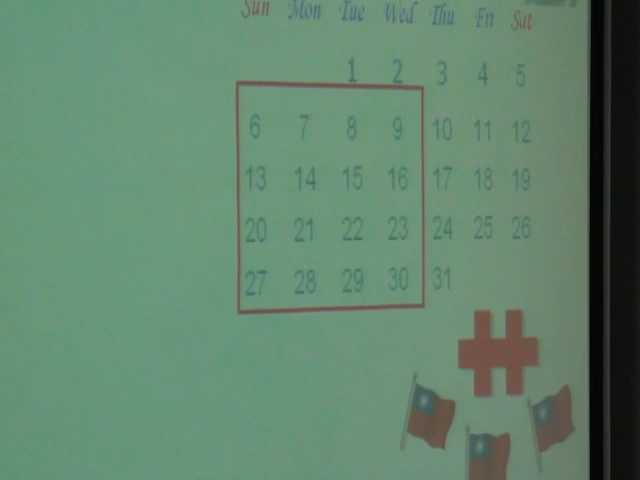 Sun Mon Tue Wed Thu Fri Sat
1 2 3 4 5
6 7 8 9 10 11 12
13 14 15 16 17 18 19
20 21 22 23 24 25 26
27 28 29 30 31